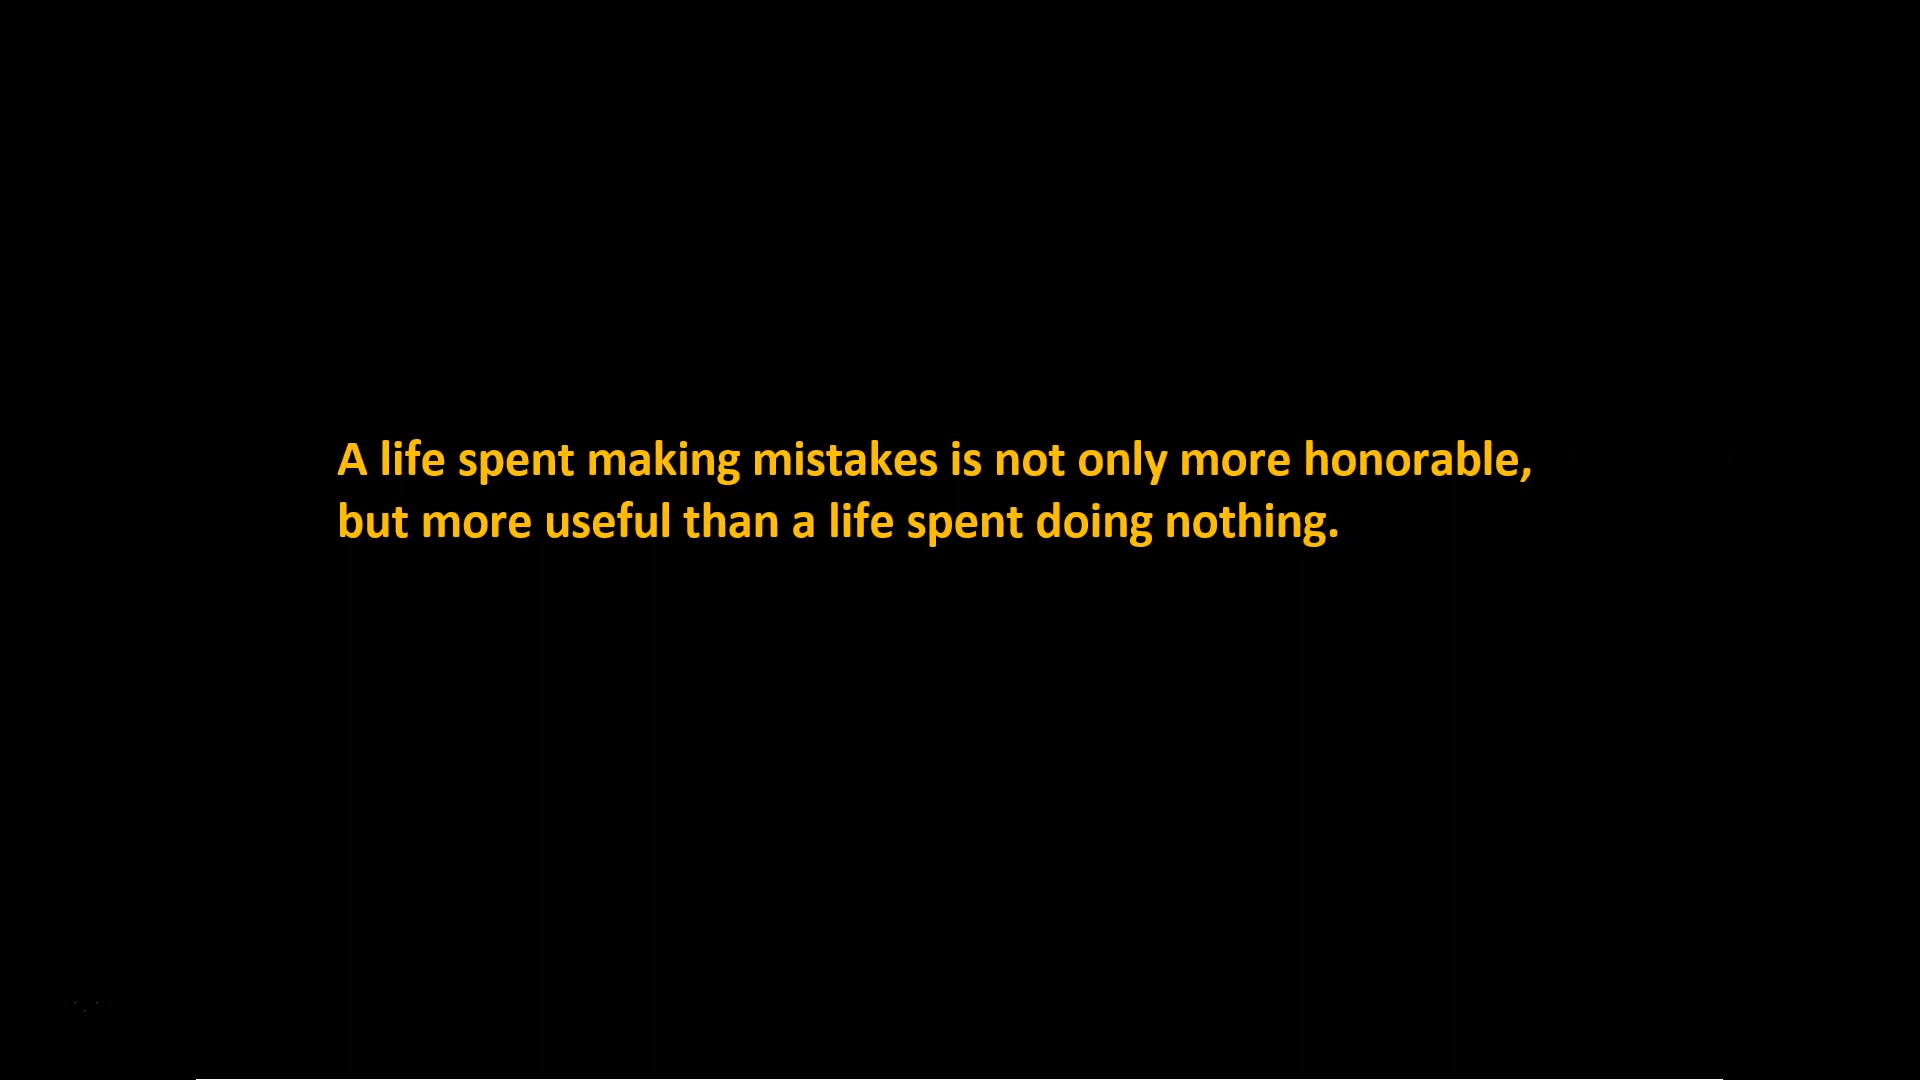 A life spent making mistakes is not only more honorable,
but more useful than a life spent doing nothing.